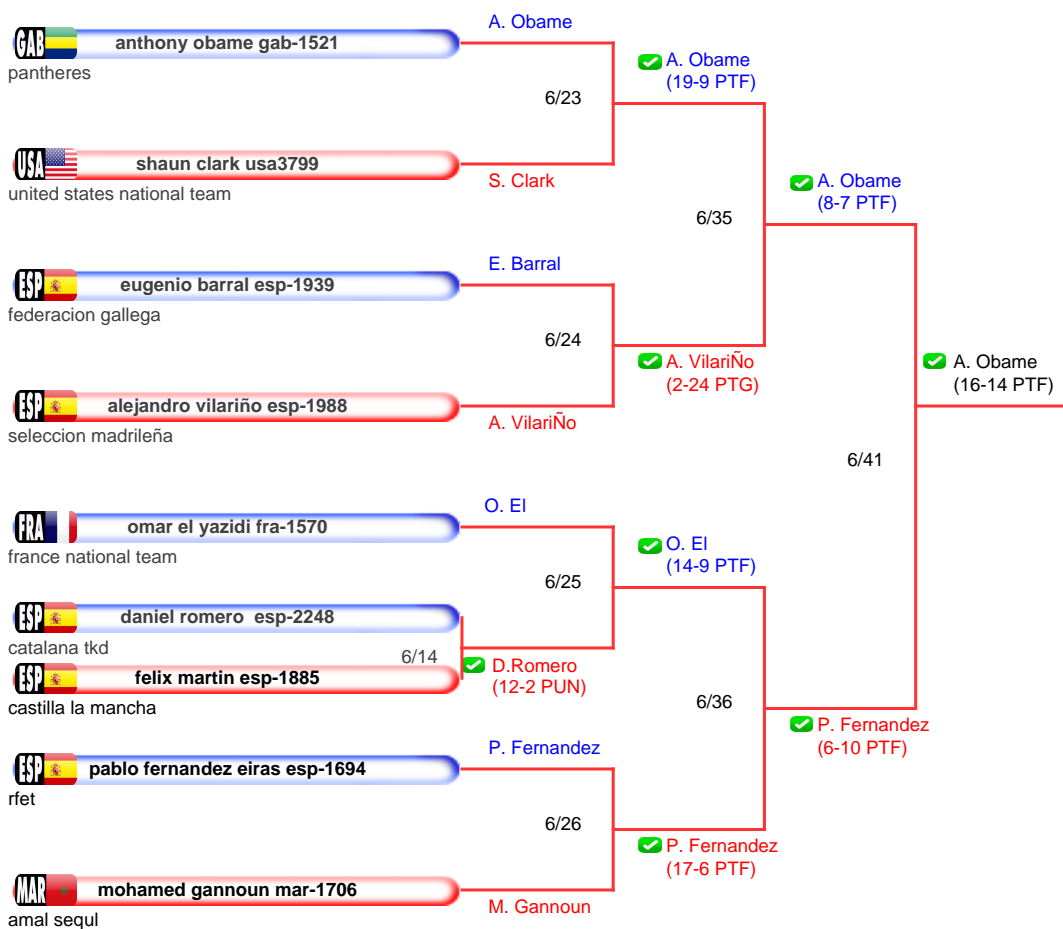 A. Obame
GAB anthony obame gab-1521
pantheres
A. Obame
(19-9 PTF)
6/23
USA shaun clark usa3799
united states national team
S. Clark
A. Obame
(8-7 PTF)
6/35
E. Barral
ESP eugenio barral esp-1939
federacion gallega
6/24
A. VilariÑo
(2-24 PTG)
A. Obame
(16-14 PTF)
ESP alejandro vilariño esp-1988
seleccion madrileña
A. VilariÑo
6/41
O. El
FRA omar el yazidi fra-1570
france national team
O. El
(14-9 PTF)
6/25
ESP daniel romero esp-2248
catalana tkd
6/14
D.Romero
(12-2 PUN)
ESP felix martin esp-1885
castilla la mancha
6/36
P. Fernandez
(6-10 PTF)
P. Fernandez
ESP pablo fernandez eiras esp-1694
rfet
6/26
P. Fernandez
(17-6 PTF)
MAR mohamed gannoun mar-1706
amal sequl
M. Gannoun